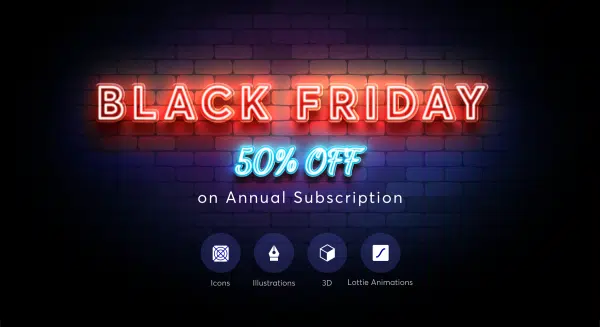 BLACK FRIDAY
50% OFF
on Annual Subscription
Icons
Illustrations
3D
Lottie Animations